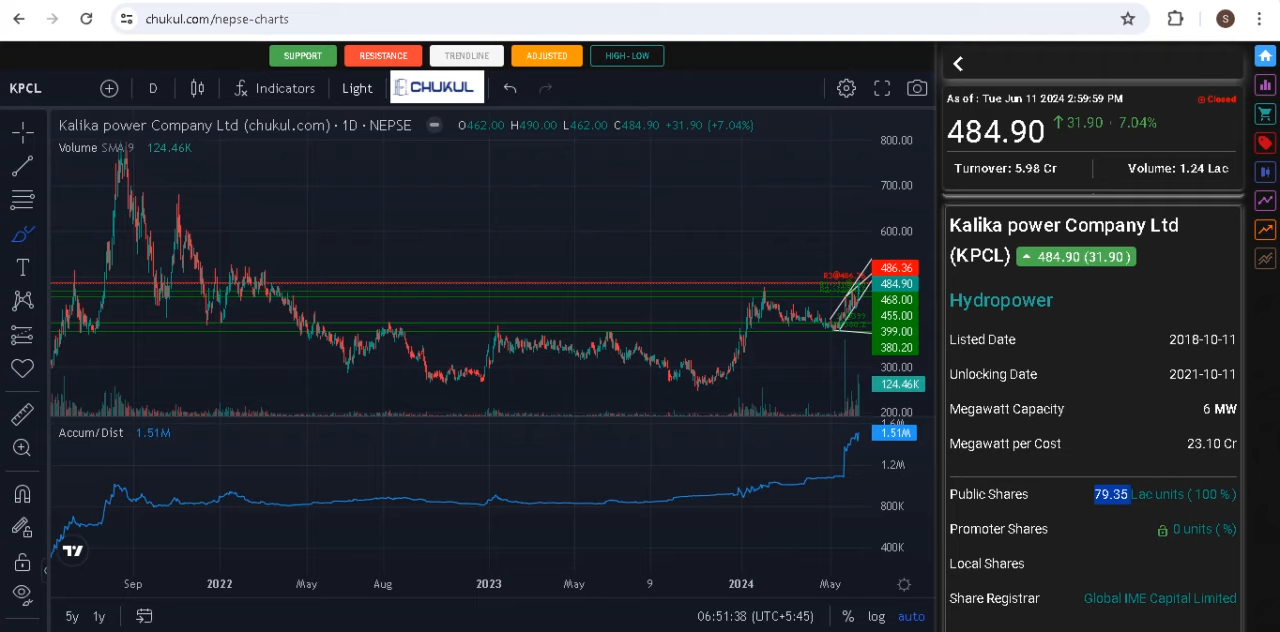 chukul.com/nepse-charts
S
SUPPORT RESISTANCE TRENDLINE ADJUSTED HIGH-LOW
KPCL D Indicators Light CHUKUL
Kalika power Company Ltd (chukul.com) · 1D · NEPSE O462.00 H490.00 L462.00 C484.90 +31.90 (+7.04%)
Volume SMA 9 124.46K
800.00
700.00
600.00
486.36
484.90
468.00
455.00
399.00
380.20
300.00
124.46K
200.00
Accum/Dist 1.51M
1.6M
1.51M
1.2M
800K
400K
Sep 2022 May Aug 2023 May 9 2024 May
5y 1y 06:51:38 (UTC+5:45) % log auto
As of : Tue Jun 11 2024 2:59:59 PM Closed
484.90 31.90 · 7.04%
Turnover: 5.98 Cr Volume: 1.24 Lac
Kalika power Company Ltd
(KPCL) 484.90 (31.90 )
Hydropower
Listed Date 2018-10-11
Unlocking Date 2021-10-11
Megawatt Capacity 6 MW
Megawatt per Cost 23.10 Cr
Public Shares 79.35 Lac units ( 100 % )
Promoter Shares 0 units ( %)
Local Shares
Share Registrar Global IME Capital Limited